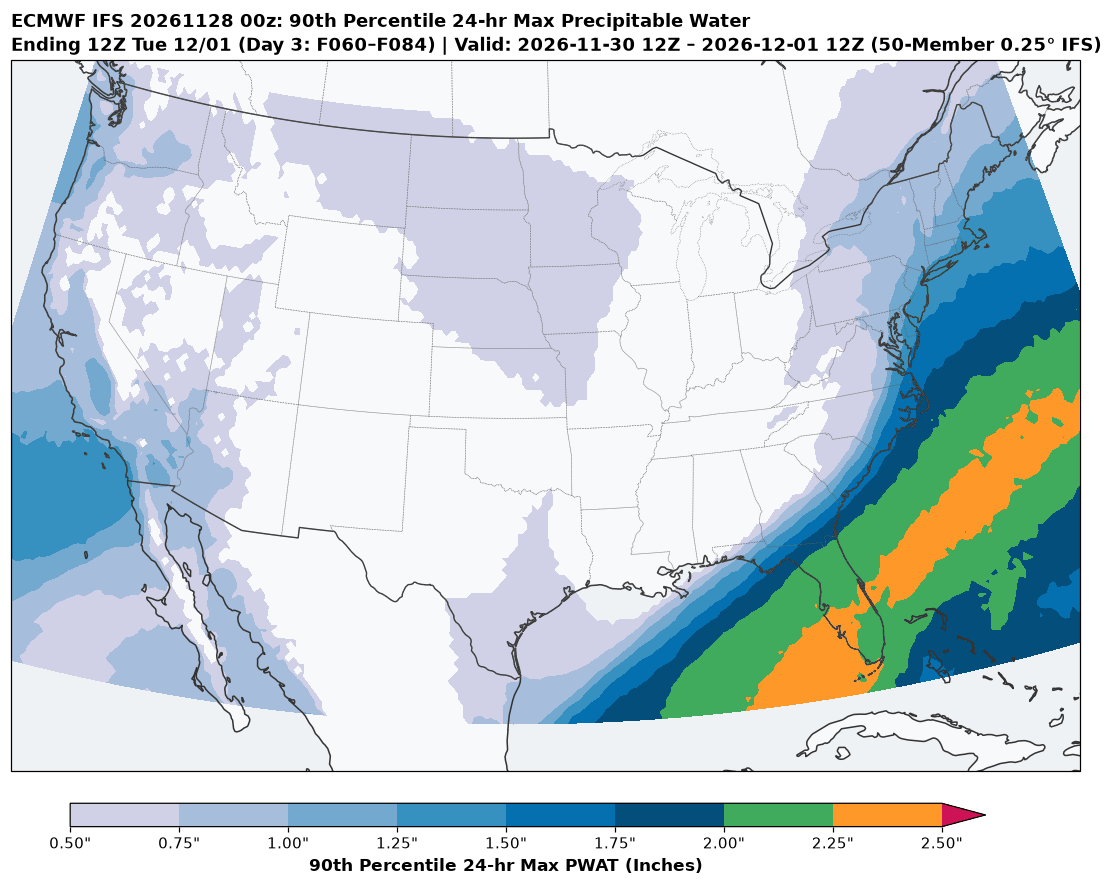 ECMWF IFS 20261128 00z: 90th Percentile 24-hr Max Precipitable Water
Ending 12Z Tue 12/01 (Day 3: F060–F084) | Valid: 2026-11-30 12Z – 2026-12-01 12Z (50-Member 0.25° IFS)
0.50" 0.75" 1.00" 1.25" 1.50" 1.75" 2.00" 2.25" 2.50"
90th Percentile 24-hr Max PWAT (Inches)